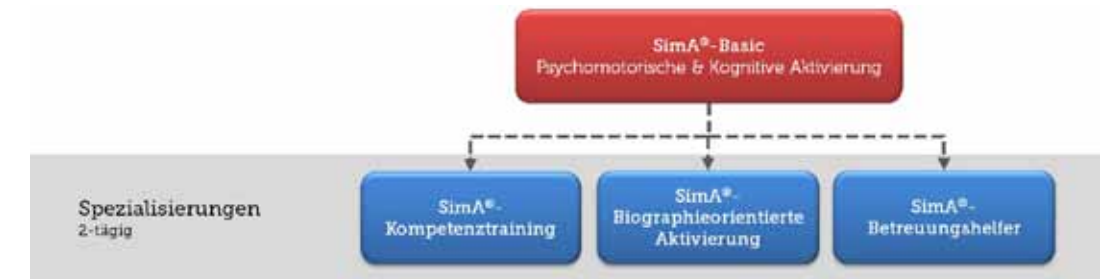 SimA®-Basic
Psychomotorische & Kognitive Aktivierung
Spezialisierungen
2-tägig
SimA®-
Kompetenztraining
SimA®-
Biographieorientierte
Aktivierung
SimA®-
Betreuungshelfer